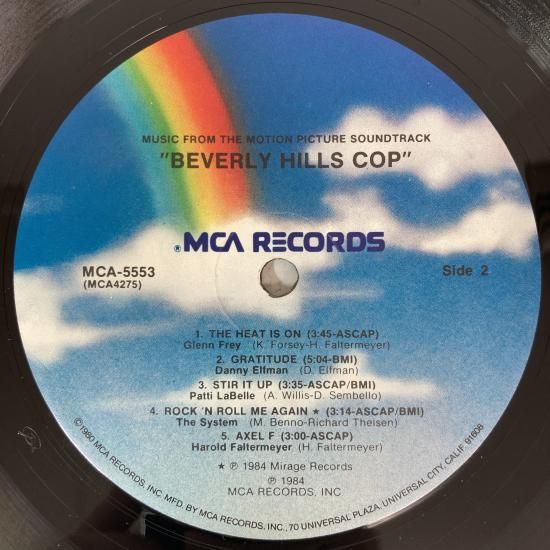 MUSIC FROM THE MOTION PICTURE SOUNDTRACK
"BEVERLY HILLS COP"
® MCA RECORDS
MCA-5553
(MCA4275)
Side 2
1. THE HEAT IS ON (3:45-ASCAP)
Glenn Frey (K. Forsey-H. Faltermeyer)
2. GRATITUDE (5:04-BMI)
Danny Elfman (D. Elfman)
3. STIR IT UP (3:35-ASCAP/BMI)
Patti LaBelle (A. Willis-D. Sembello)
4. ROCK 'N ROLL ME AGAIN ★ (3:14-ASCAP/BMI)
The System (M. Benno-Richard Theisen)
5. AXEL F (3:00-ASCAP)
Harold Faltermeyer (H. Faltermeyer)
★ ℗ 1984 Mirage Records
℗ 1984
MCA RECORDS, INC
©1980 MCA RECORDS, INC. MFD. BY MCA RECORDS, INC., 70 UNIVERSAL PLAZA, UNIVERSAL CITY, CALIF. 91608